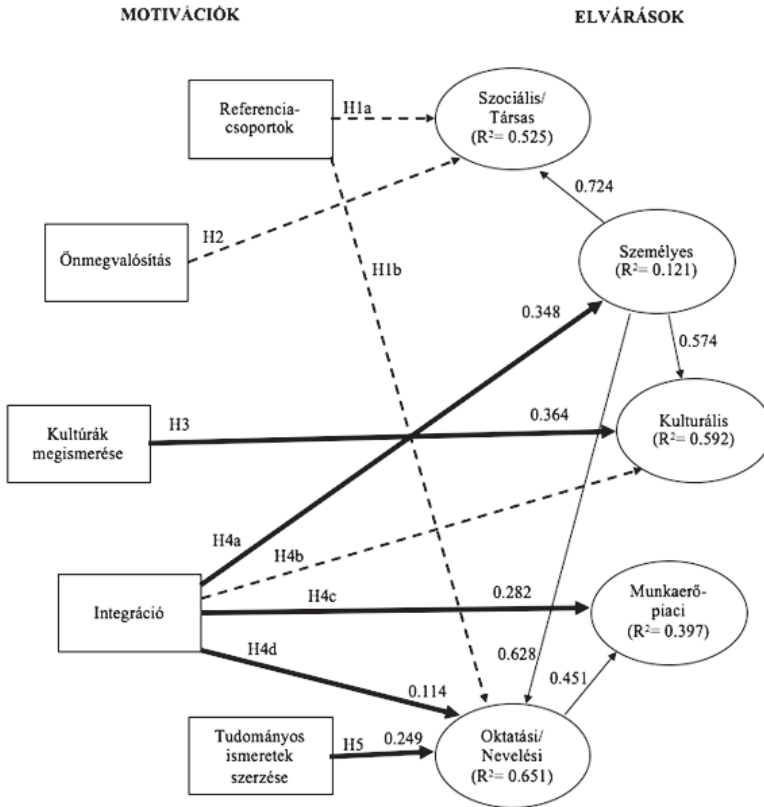 MOTIVÁCIÓK
ELVÁRÁSOK
Referencia-
csoportok
H1a
Szociális/
Társas
(R²= 0.525)
0.724
Önmegvalósítás
H2
H1b
Személyes
(R²= 0.121)
0.348
0.574
Kultúrák
megismerése
H3
0.364
Kulturális
(R²= 0.592)
H4a
H4b
Integráció
H4c
0.282
Munkaerő-
piaci
(R²= 0.397)
H4d
0.114
0.628
0.451
Tudományos
ismeretek
szerzése
H5
0.249
Oktatási/
Nevelési
(R²= 0.651)